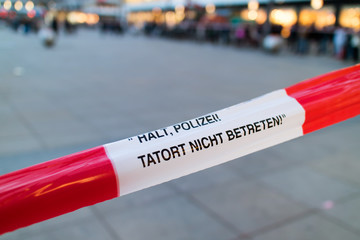 "HALT, POLIZEI!
TATORT NICHT BETRETEN!"